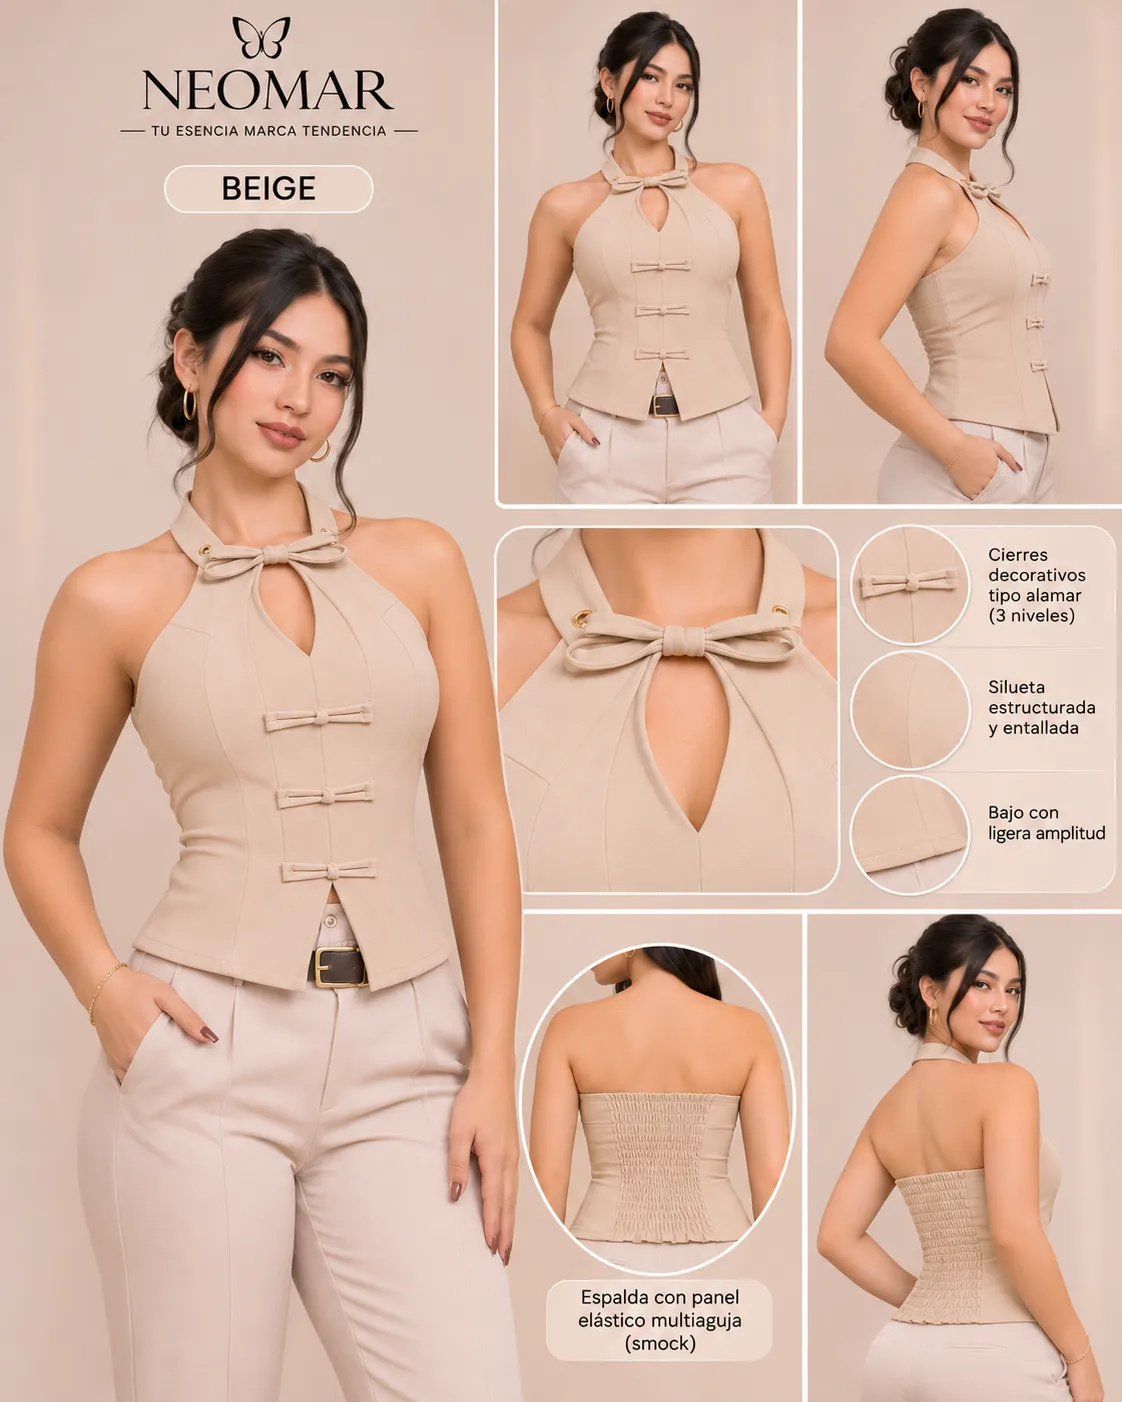 NEOMAR
TU ESENCIA MARCA TENDENCIA
BEIGE
Cierres
decorativos
tipo alamar
(3 niveles)
Silueta
estructurada
y entallada
Bajo con
ligera amplitud
Espalda con panel
elástico multiaguja
(smock)